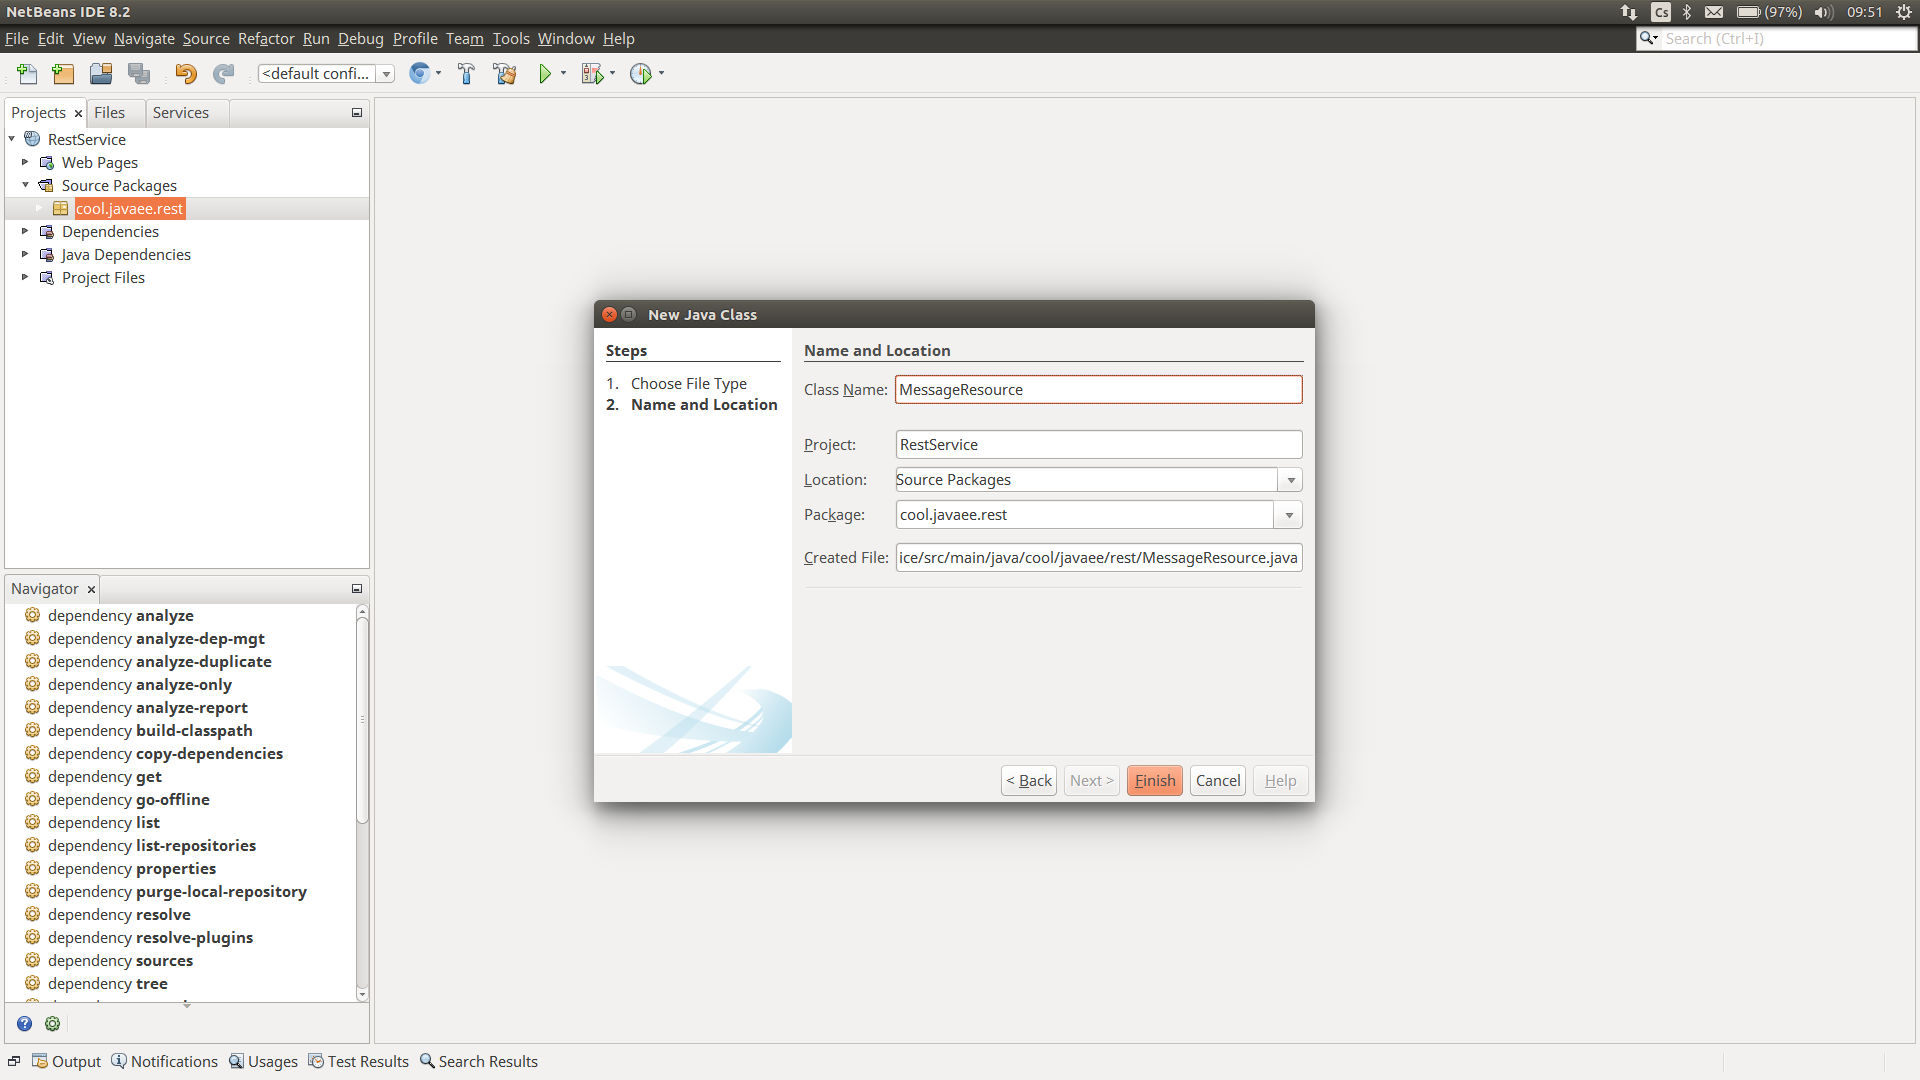 NetBeans IDE 8.2
Cs (97%) 09:51
File Edit View Navigate Source Refactor Run Debug Profile Team Tools Window Help
Search (Ctrl+I)
<default confi...
Projects Files Services
RestService
Web Pages
Source Packages
cool.javaee.rest
Dependencies
Java Dependencies
Project Files
New Java Class
Steps
1. Choose File Type
2. Name and Location
Name and Location
Class Name: MessageResource
Project: RestService
Location: Source Packages
Package: cool.javaee.rest
Created File: ice/src/main/java/cool/javaee/rest/MessageResource.java
< Back Next > Finish Cancel Help
Navigator
dependency analyze
dependency analyze-dep-mgt
dependency analyze-duplicate
dependency analyze-only
dependency analyze-report
dependency build-classpath
dependency copy-dependencies
dependency get
dependency go-offline
dependency list
dependency list-repositories
dependency properties
dependency purge-local-repository
dependency resolve
dependency resolve-plugins
dependency sources
dependency tree
Output Notifications Usages Test Results Search Results